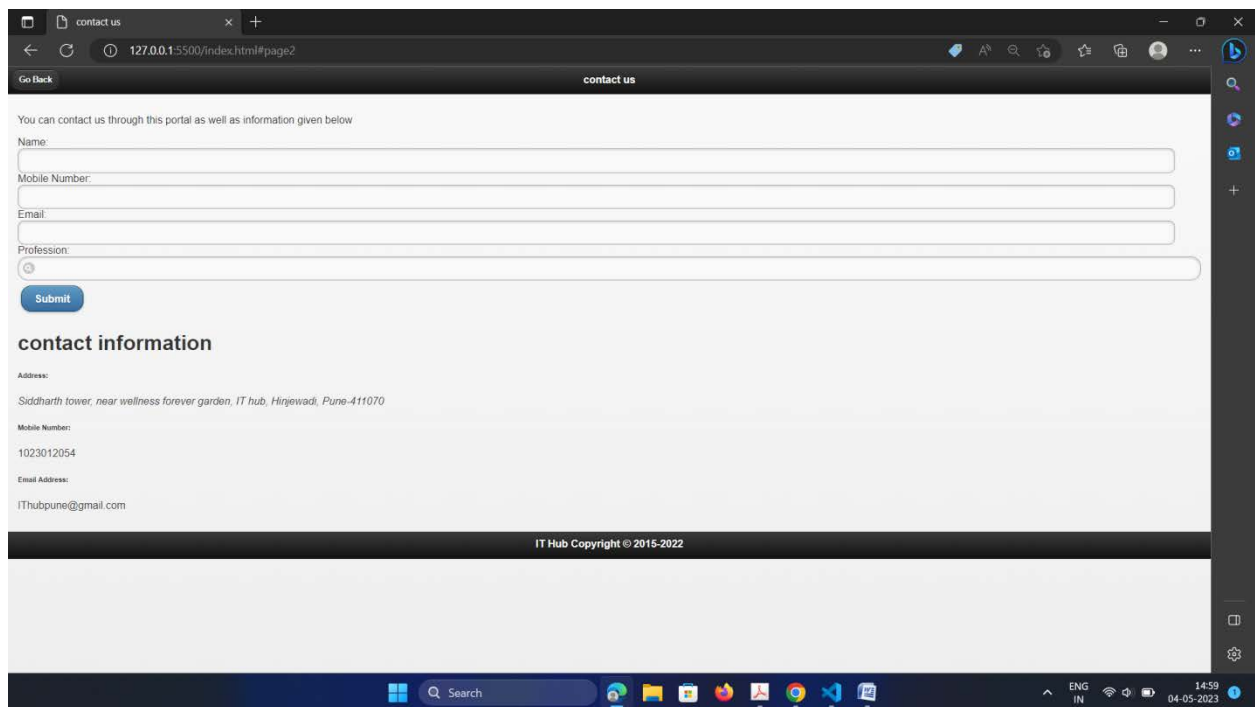 contact us
127.0.0.1:5500/index.html#page2
Go Back
contact us
You can contact us through this portal as well as information given below
Name:
Mobile Number:
Email:
Profession:
Submit
contact information
Address:
Siddharth tower, near wellness forever garden, IT hub, Hinjewadi, Pune-411070
Mobile Number:
1023012054
Email Address:
IThubpune@gmail.com
IT Hub Copyright © 2015-2022
Search
ENG
IN
14:59
04-05-2023
1